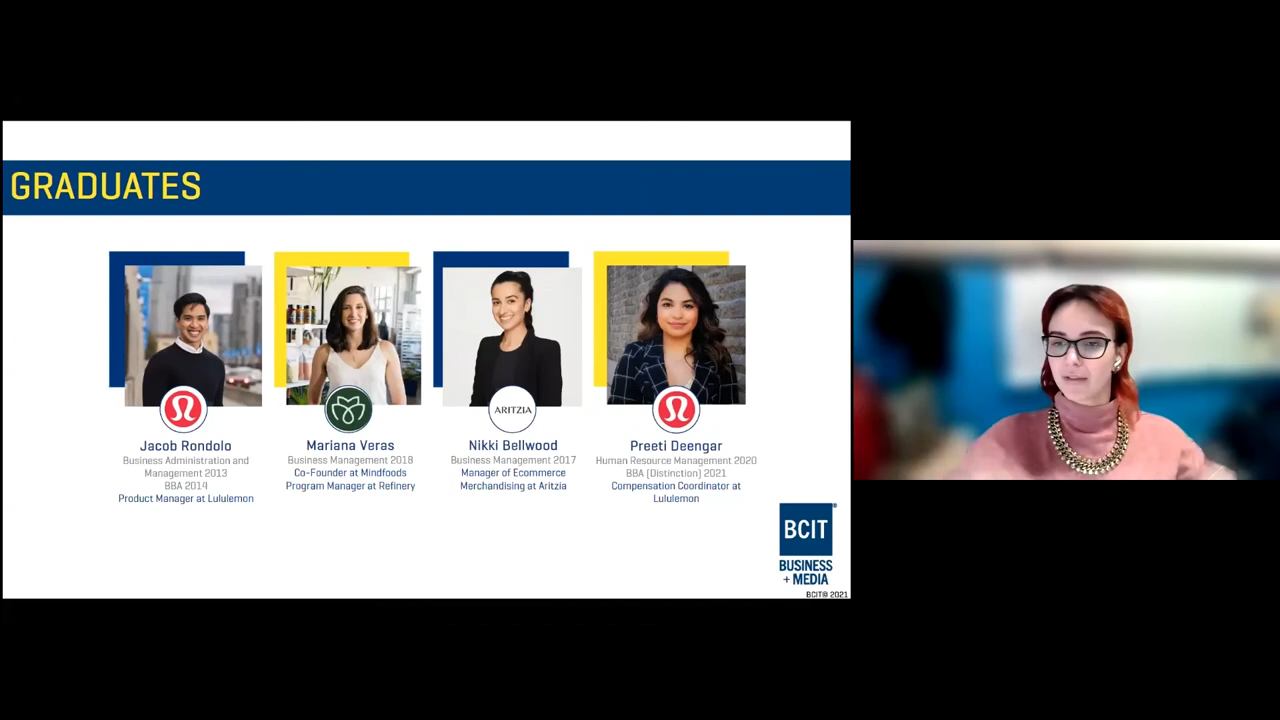 GRADUATES
ARITZIA
Jacob Rondolo
Business Administration and
Management 2013
BBA 2014
Product Manager at Lululemon
Mariana Veras
Business Management 2018
Co-Founder at Mindfoods
Program Manager at Refinery
Nikki Bellwood
Business Management 2017
Manager of Ecommerce
Merchandising at Aritzia
Preeti Deengar
Human Resource Management 2020
BBA (Distinction) 2021
Compensation Coordinator at
Lululemon
BCIT®
BUSINESS
+ MEDIA
BCIT© 2021